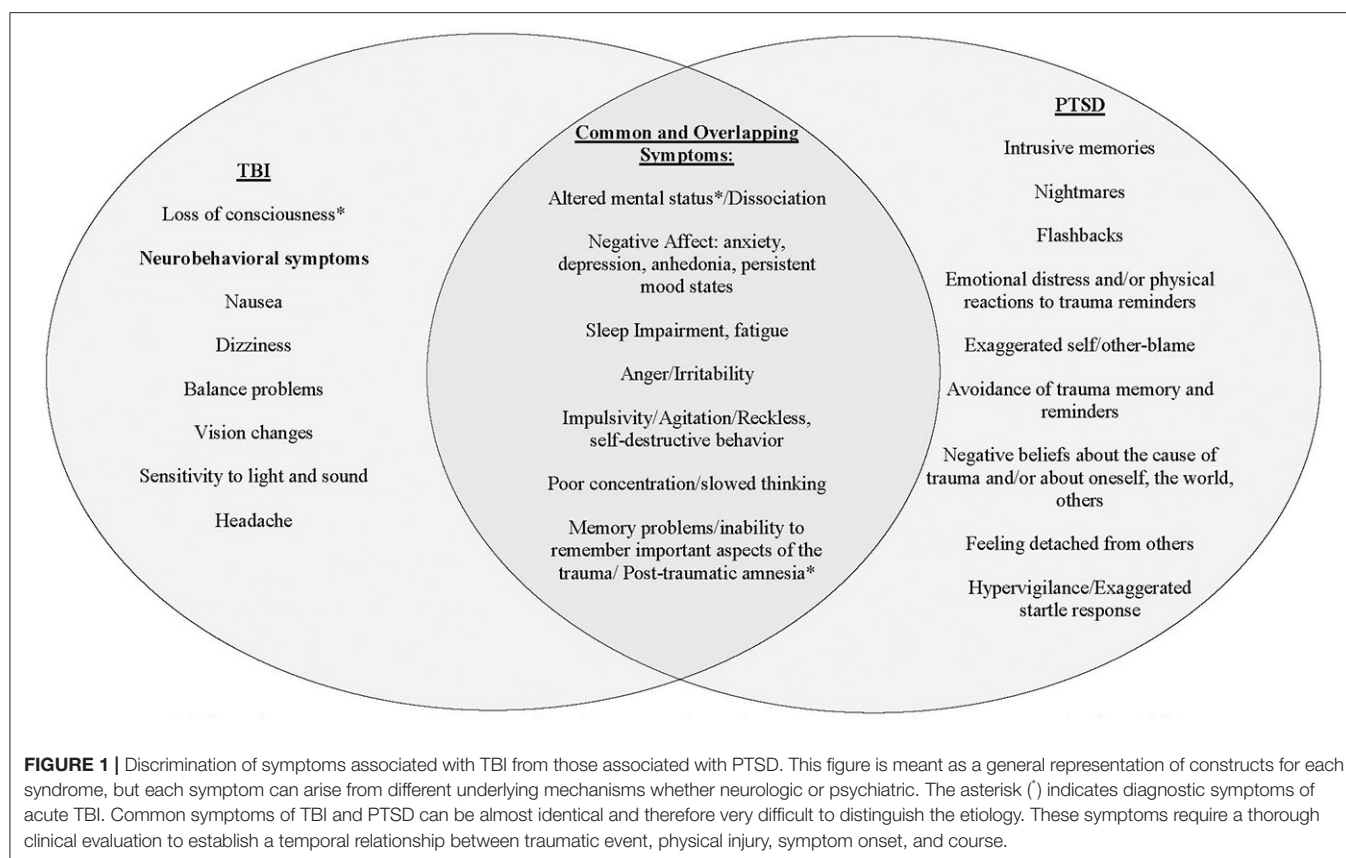 TBI
Loss of consciousness*
Neurobehavioral symptoms
Nausea
Dizziness
Balance problems
Vision changes
Sensitivity to light and sound
Headache
Common and Overlapping
Symptoms:
Altered mental status*/Dissociation
Negative Affect: anxiety,
depression, anhedonia, persistent
mood states
Sleep Impairment, fatigue
Anger/Irritability
Impulsivity/Agitation/Reckless,
self-destructive behavior
Poor concentration/slowed thinking
Memory problems/inability to
remember important aspects of the
trauma/ Post-traumatic amnesia*
PTSD
Intrusive memories
Nightmares
Flashbacks
Emotional distress and/or physical
reactions to trauma reminders
Exaggerated self/other-blame
Avoidance of trauma memory and
reminders
Negative beliefs about the cause of
trauma and/or about oneself, the world,
others
Feeling detached from others
Hypervigilance/Exaggerated
startle response
FIGURE 1 | Discrimination of symptoms associated with TBI from those associated with PTSD. This figure is meant as a general representation of constructs for each
syndrome, but each symptom can arise from different underlying mechanisms whether neurologic or psychiatric. The asterisk (*) indicates diagnostic symptoms of
acute TBI. Common symptoms of TBI and PTSD can be almost identical and therefore very difficult to distinguish the etiology. These symptoms require a thorough
clinical evaluation to establish a temporal relationship between traumatic event, physical injury, symptom onset, and course.